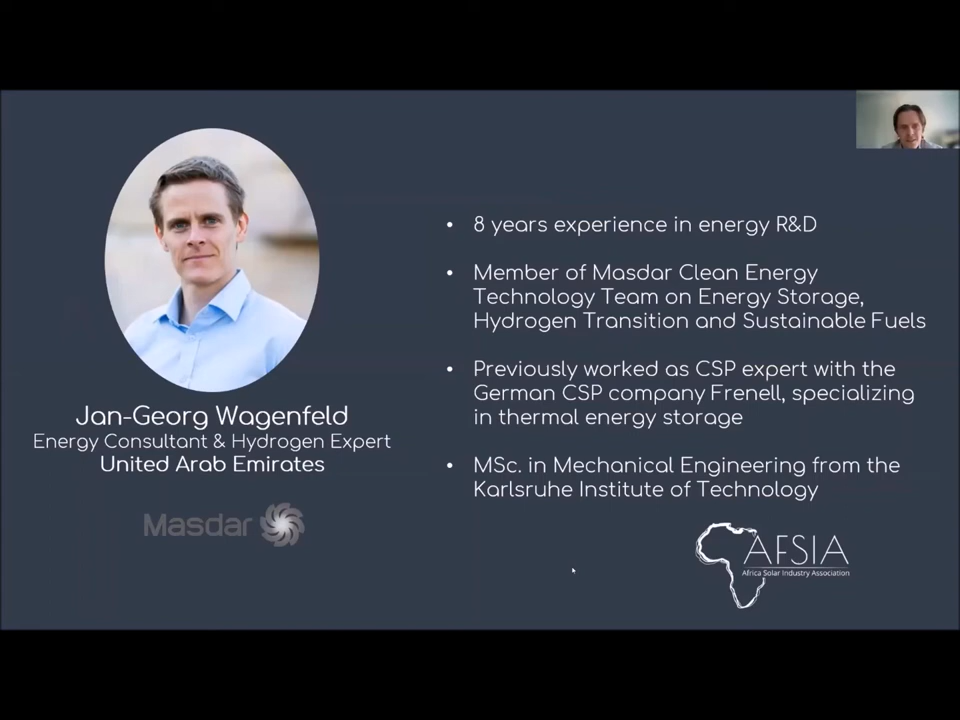 Jan-Georg Wagenfeld
Energy Consultant & Hydrogen Expert
United Arab Emirates
Masdar
• 8 years experience in energy R&D
• Member of Masdar Clean Energy
Technology Team on Energy Storage,
Hydrogen Transition and Sustainable Fuels
• Previously worked as CSP expert with the
German CSP company Frenell, specializing
in thermal energy storage
• MSc. in Mechanical Engineering from the
Karlsruhe Institute of Technology
AFSIA
Africa Solar Industry Association